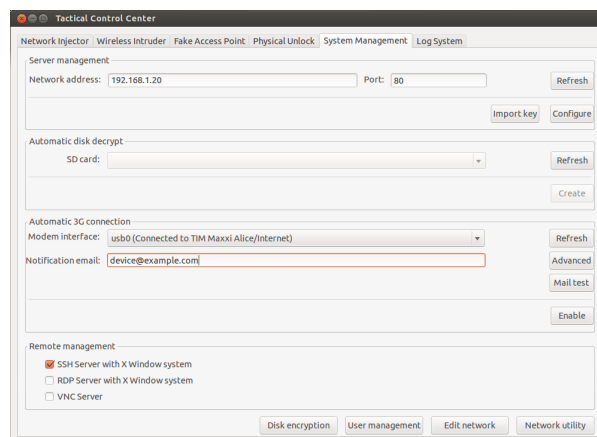 Tactical Control Center
Network Injector Wireless Intruder Fake Access Point Physical Unlock System Management Log System
Server management
Network address: 192.168.1.20 Port: 80 Refresh
Import key Configure
Automatic disk decrypt
SD card: Refresh
Create
Automatic 3G connection
Modem interface: usb0 (Connected to TIM Maxxi Alice/Internet) Refresh
Notification email: device@example.com Advanced
Mail test
Enable
Remote management
SSH Server with X Window system
RDP Server with X Window system
VNC Server
Disk encryption User management Edit network Network utility